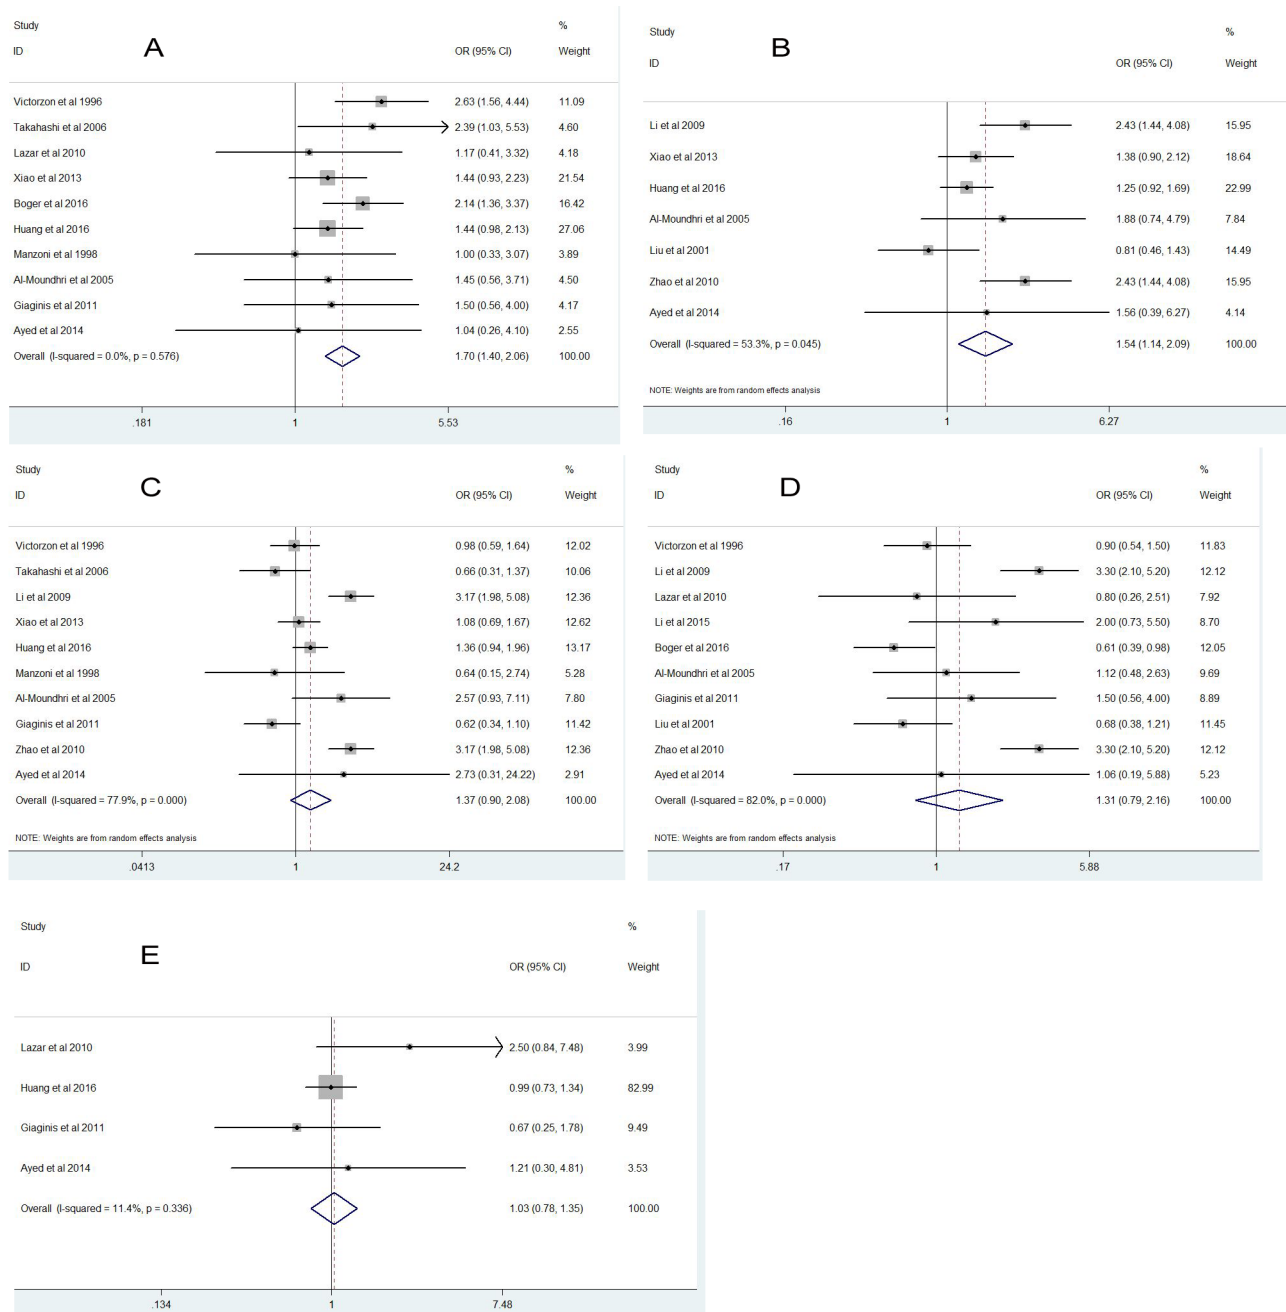 A
Study %
ID OR (95% CI) Weight
Victorzon et al 1996 2.63 (1.56, 4.44) 11.09
Takahashi et al 2006 2.39 (1.03, 5.53) 4.60
Lazar et al 2010 1.17 (0.41, 3.32) 4.18
Xiao et al 2013 1.44 (0.93, 2.23) 21.54
Boger et al 2016 2.14 (1.36, 3.37) 16.42
Huang et al 2016 1.44 (0.98, 2.13) 27.06
Manzoni et al 1998 1.00 (0.33, 3.07) 3.89
Al-Moundhri et al 2005 1.45 (0.56, 3.71) 4.50
Giaginis et al 2011 1.50 (0.56, 4.00) 4.17
Ayed et al 2014 1.04 (0.26, 4.10) 2.55
Overall (I-squared = 0.0%, p = 0.576) 1.70 (1.40, 2.06) 100.00
.181 1 5.53
B
Study %
ID OR (95% CI) Weight
Li et al 2009 2.43 (1.44, 4.08) 15.95
Xiao et al 2013 1.38 (0.90, 2.12) 18.64
Huang et al 2016 1.25 (0.92, 1.69) 22.99
Al-Moundhri et al 2005 1.88 (0.74, 4.79) 7.84
Liu et al 2001 0.81 (0.46, 1.43) 14.49
Zhao et al 2010 2.43 (1.44, 4.08) 15.95
Ayed et al 2014 1.56 (0.39, 6.27) 4.14
Overall (I-squared = 53.3%, p = 0.045) 1.54 (1.14, 2.09) 100.00
NOTE: Weights are from random effects analysis
.16 1 6.27
C
Study %
ID OR (95% CI) Weight
Victorzon et al 1996 0.98 (0.59, 1.64) 12.02
Takahashi et al 2006 0.66 (0.31, 1.37) 10.06
Li et al 2009 3.17 (1.98, 5.08) 12.36
Xiao et al 2013 1.08 (0.69, 1.67) 12.62
Huang et al 2016 1.36 (0.94, 1.96) 13.17
Manzoni et al 1998 0.64 (0.15, 2.74) 5.28
Al-Moundhri et al 2005 2.57 (0.93, 7.11) 7.80
Giaginis et al 2011 0.62 (0.34, 1.10) 11.42
Zhao et al 2010 3.17 (1.98, 5.08) 12.36
Ayed et al 2014 2.73 (0.31, 24.22) 2.91
Overall (I-squared = 77.9%, p = 0.000) 1.37 (0.90, 2.08) 100.00
NOTE: Weights are from random effects analysis
.0413 1 24.2
D
Study %
ID OR (95% CI) Weight
Victorzon et al 1996 0.90 (0.54, 1.50) 11.83
Li et al 2009 3.30 (2.10, 5.20) 12.12
Lazar et al 2010 0.80 (0.26, 2.51) 7.92
Li et al 2015 2.00 (0.73, 5.50) 8.70
Boger et al 2016 0.61 (0.39, 0.98) 12.05
Al-Moundhri et al 2005 1.12 (0.48, 2.63) 9.69
Giaginis et al 2011 1.50 (0.56, 4.00) 8.89
Liu et al 2001 0.68 (0.38, 1.21) 11.45
Zhao et al 2010 3.30 (2.10, 5.20) 12.12
Ayed et al 2014 1.06 (0.19, 5.88) 5.23
Overall (I-squared = 82.0%, p = 0.000) 1.31 (0.79, 2.16) 100.00
NOTE: Weights are from random effects analysis
.17 1 5.88
E
Study %
ID OR (95% CI) Weight
Lazar et al 2010 2.50 (0.84, 7.48) 3.99
Huang et al 2016 0.99 (0.73, 1.34) 82.99
Giaginis et al 2011 0.67 (0.25, 1.78) 9.49
Ayed et al 2014 1.21 (0.30, 4.81) 3.53
Overall (I-squared = 11.4%, p = 0.336) 1.03 (0.78, 1.35) 100.00
.134 1 7.48